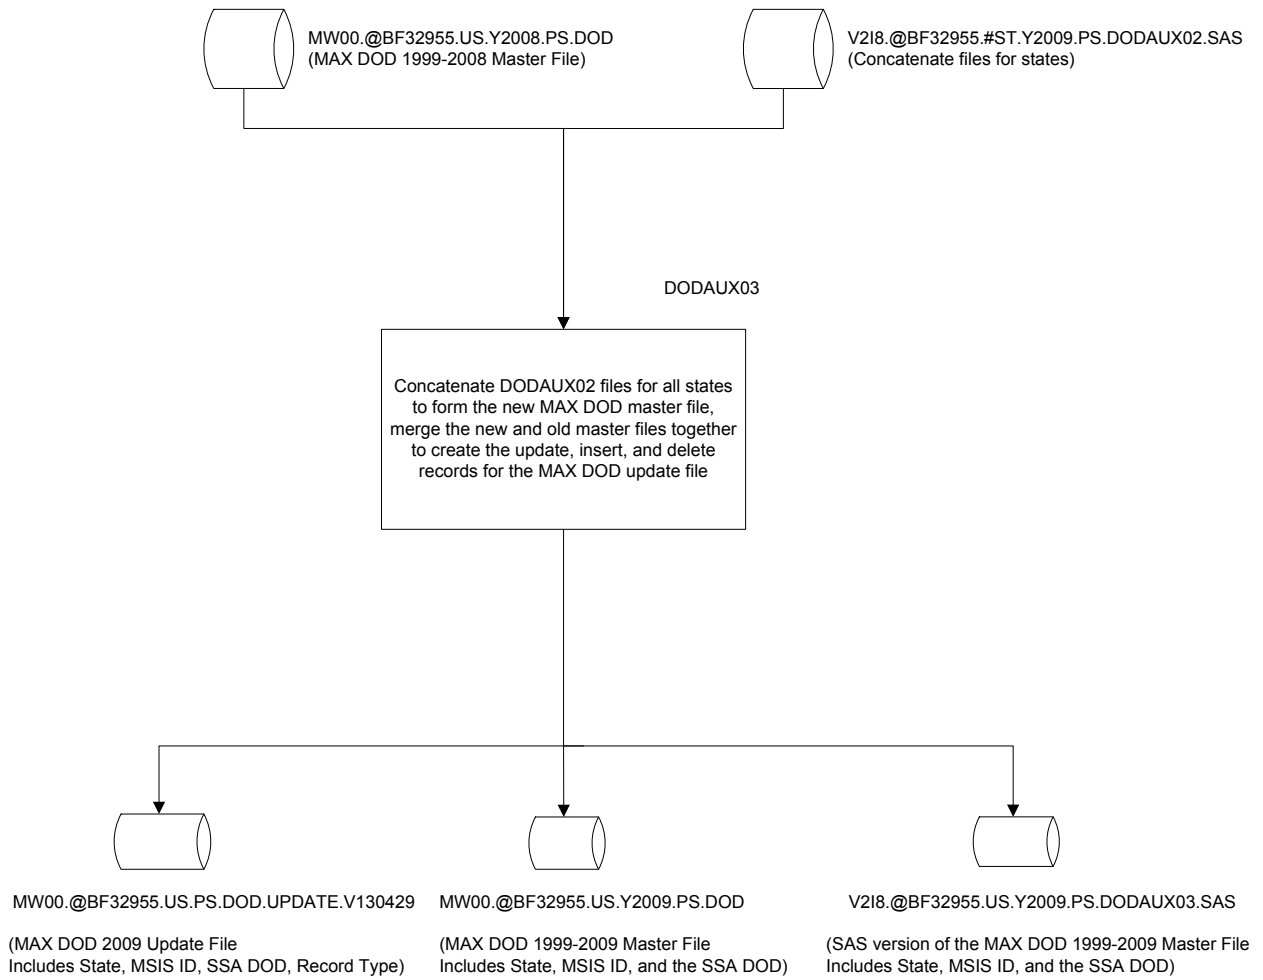 MW00.@BF32955.US.Y2008.PS.DOD
(MAX DOD 1999-2008 Master File)
V2I8.@BF32955.#ST.Y2009.PS.DODAUX02.SAS
(Concatenate files for states)
DODAUX03
Concatenate DODAUX02 files for all states
to form the new MAX DOD master file,
merge the new and old master files together
to create the update, insert, and delete
records for the MAX DOD update file
MW00.@BF32955.US.PS.DOD.UPDATE.V130429
(MAX DOD 2009 Update File
Includes State, MSIS ID, SSA DOD, Record Type)
MW00.@BF32955.US.Y2009.PS.DOD
(MAX DOD 1999-2009 Master File
Includes State, MSIS ID, and the SSA DOD)
V2I8.@BF32955.US.Y2009.PS.DODAUX03.SAS
(SAS version of the MAX DOD 1999-2009 Master File
Includes State, MSIS ID, and the SSA DOD)